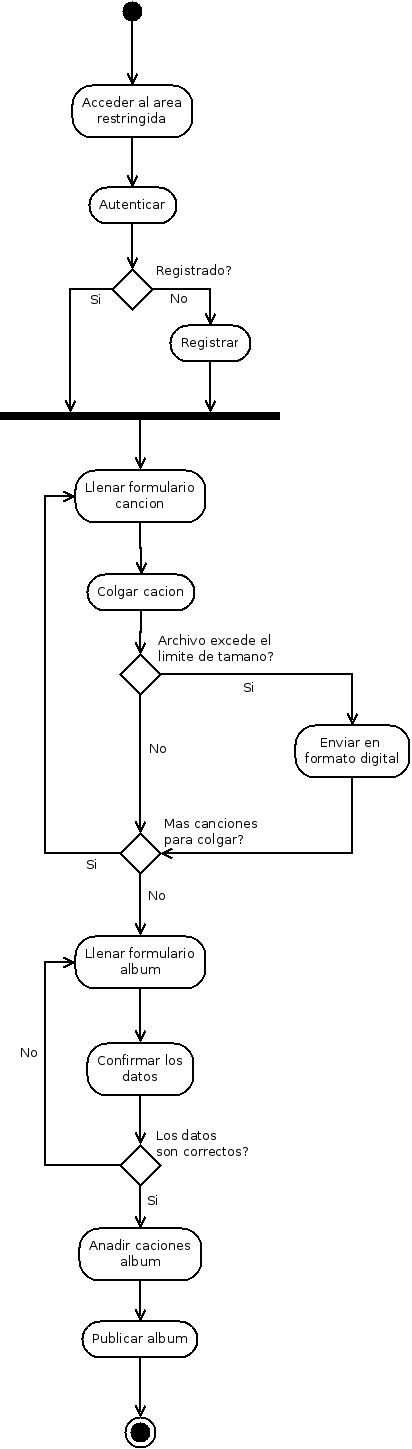 Acceder al area
restringida
Autenticar
Registrado?
Si
No
Registrar
Llenar formulario
cancion
Colgar cacion
Archivo excede el
limite de tamano?
Si
Enviar en
formato digital
No
Mas canciones
para colgar?
Si
No
Llenar formulario
album
No
Confirmar los
datos
Los datos
son correctos?
Si
Anadir caciones
album
Publicar album